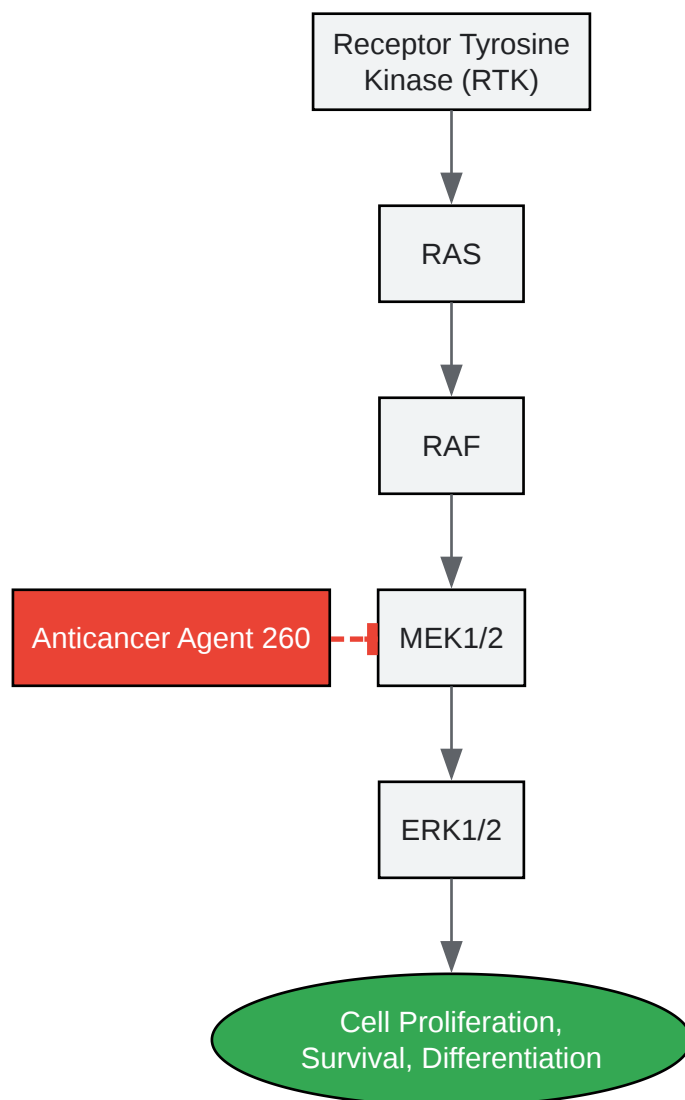 Receptor Tyrosine
Kinase (RTK)
RAS
RAF
Anticancer Agent 260
MEK1/2
ERK1/2
Cell Proliferation,
Survival, Differentiation